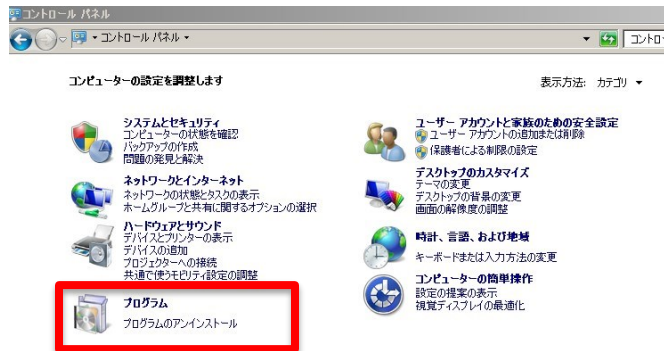 コントロール パネル
コントロール パネル
コントロ
コンピューターの設定を調整します
表示方法: カテゴリ
システムとセキュリティ
コンピューターの状態を確認
バックアップの作成
問題の発見と解決
ネットワークとインターネット
ネットワークの状態とタスクの表示
ホームグループと共有に関するオプションの選択
ハードウェアとサウンド
デバイスとプリンターの表示
デバイスの追加
プロジェクターへの接続
共通で使うモビリティ設定の調整
プログラム
プログラムのアンインストール
ユーザー アカウントと家族のための安全設定
ユーザー アカウントの追加または削除
保護者による制限の設定
デスクトップのカスタマイズ
テーマの変更
デスクトップの背景の変更
画面の解像度の調整
時計、言語、および地域
キーボードまたは入力方法の変更
コンピューターの簡単操作
設定の提案の表示
視覚ディスプレイの最適化